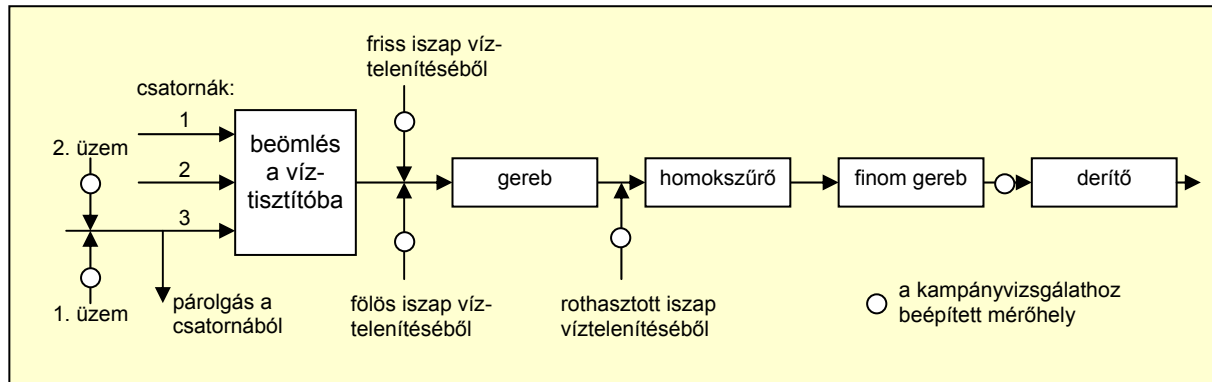 friss iszap víz-
telenítéséből
csatornák:
1
2. üzem
2
3
beömlés
a víz-
tisztítóba
gereb
homokszűrő
finom gereb
derítő
1. üzem
párolgás a
csatornából
fölös iszap víz-
telenítéséből
rothasztott iszap
víztelenítéséből
a kampányvizsgálathoz
beépített mérőhely